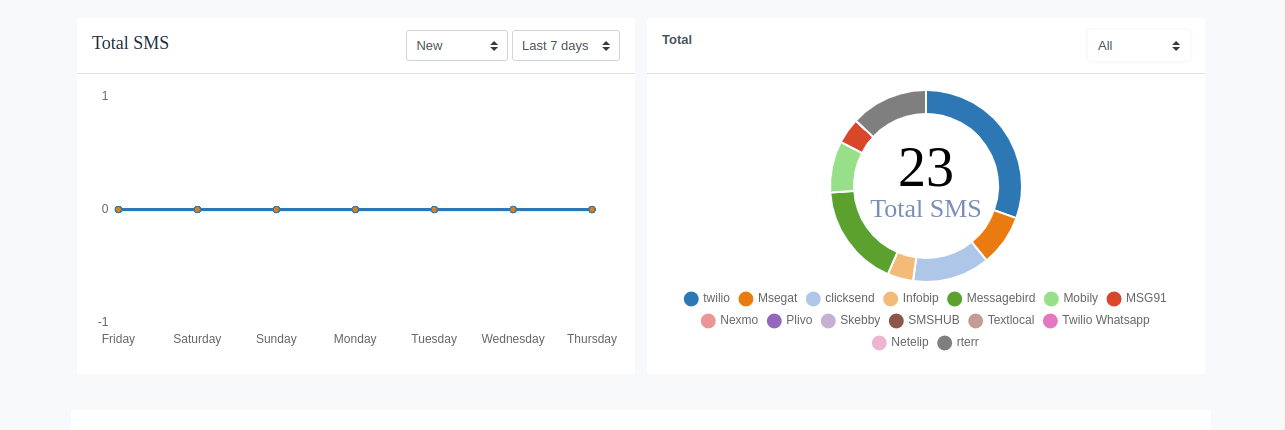 Total SMS
New
Last 7 days
1
0
-1
Friday Saturday Sunday Monday Tuesday Wednesday Thursday
Total
All
23
Total SMS
twilio Msegat clicksend Infobip Messagebird Mobily MSG91
Nexmo Plivo Skebby SMSHUB Textlocal Twilio Whatsapp
Netelip rterr